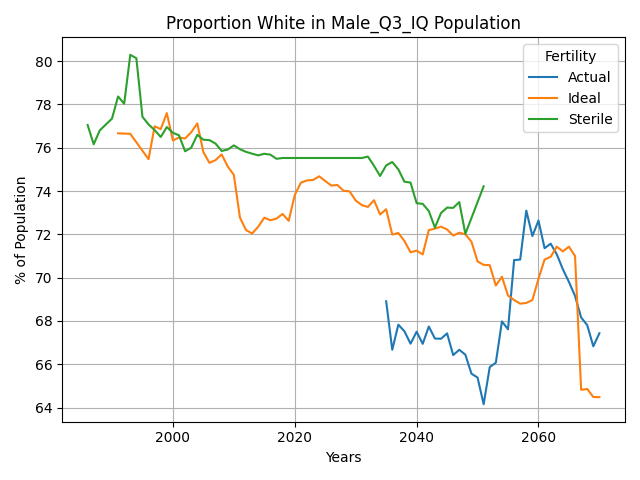 Proportion White in Male_Q3_IQ Population
% of Population
80
78
76
74
72
70
68
66
64
2000
2020
2040
2060
Years
Fertility
Actual
Ideal
Sterile